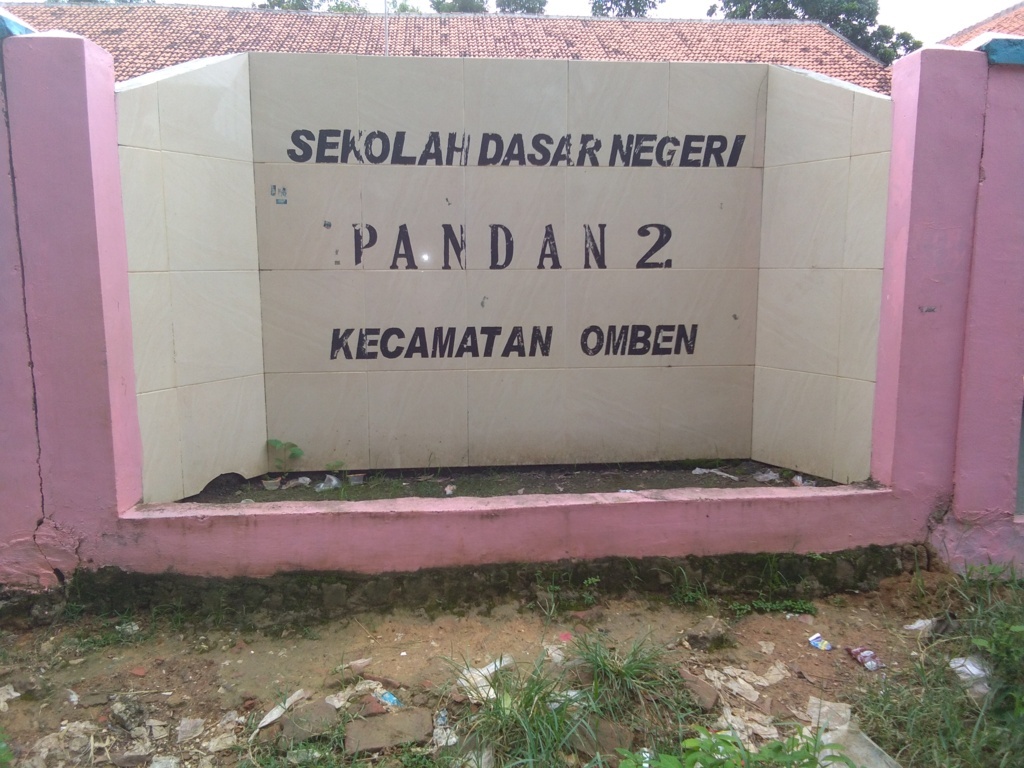 SEKOLAH DASAR NEGERI
PANDAN 2
KECAMATAN OMBEN